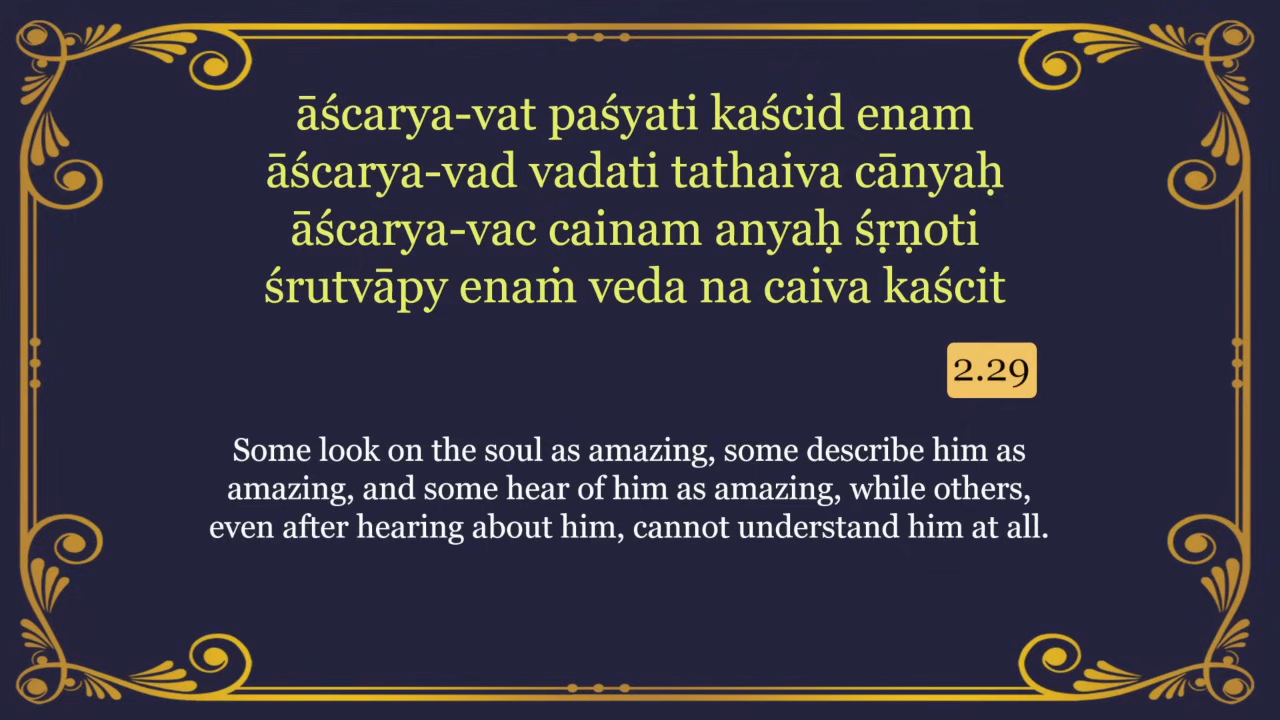 āścarya-vat paśyati kaścid enam
āścarya-vad vadati tathaiva cānyaḥ
āścarya-vac cainam anyaḥ śṛṇoti
śrutvāpy enaṁ veda na caiva kaścit
2.29
Some look on the soul as amazing, some describe him as
amazing, and some hear of him as amazing, while others,
even after hearing about him, cannot understand him at all.